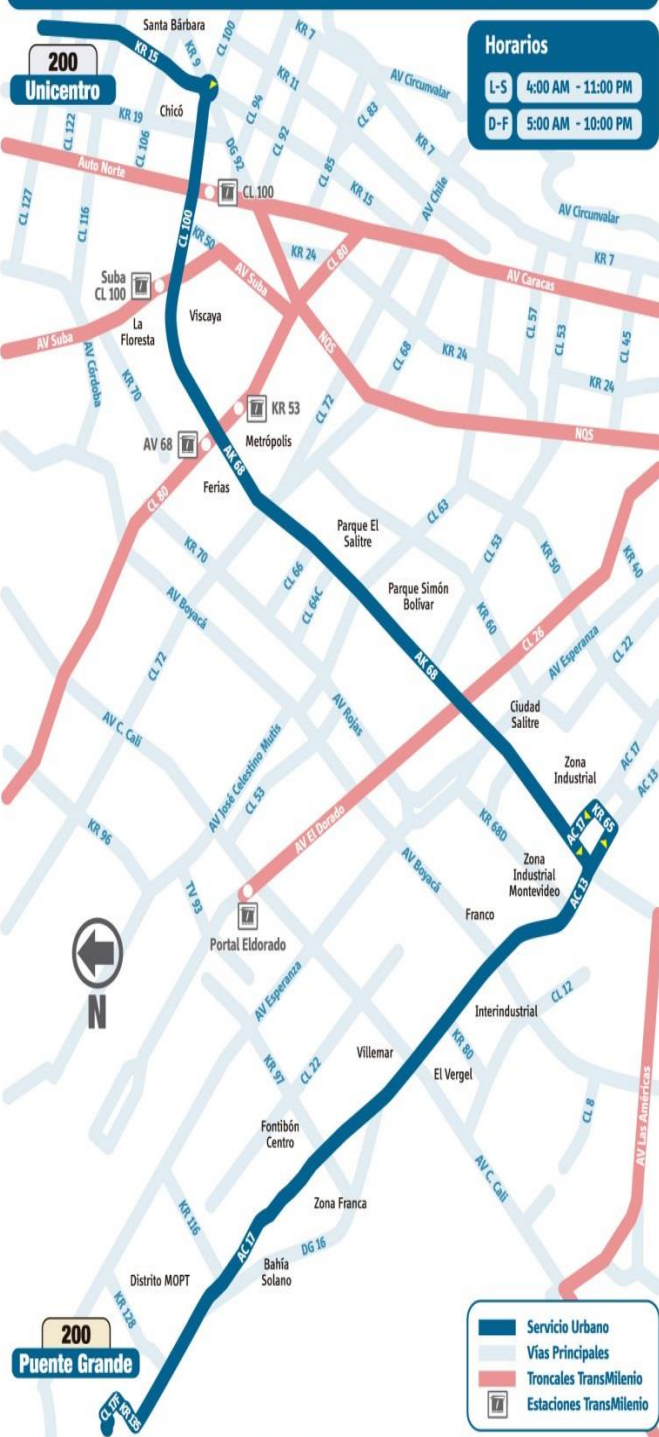 Santa Bárbara
200
Unicentro
KR 15
KR 9
CL 100
KR 7
AV Circunvalar
Horarios
L-S 4:00 AM - 11:00 PM
D-F 5:00 AM - 10:00 PM
KR 11
CL 94
CL 83
Chicó
KR 19
CL 122
CL 106
DG 92
CL 92
CL 85
KR 7
KR 15
AV Chile
Auto Norte
CL 100
CL 127
CL 116
CL 100
KR 50
KR 24
CL 80
AV Circunvalar
KR 7
AV Caracas
Suba
CL 100
AV Suba
Viscaya
La
Floresta
AV Suba
AV Córdoba
KR 70
NQS
CL 68
KR 24
CL 57
CL 53
CL 45
KR 24
KR 53
CL 72
AV 68
Metrópolis
NQS
AK 68
Ferias
CL 80
CL 63
Parque El
Salitre
KR 70
CL 66
CL 64C
CL 53
KR 50
KR 40
Parque Simón
Bolívar
AV Boyacá
KR 60
CL 26
AV Esperanza
CL 22
CL 72
AK 68
AV Rojas
Ciudad
Salitre
AV C. Cali
AV José Celestino Mutis
CL 53
Zona
Industrial
AC 17
AC 13
KR 96
AV El Dorado
KR 68D
AC 17
KR 65
AV Boyacá
Zona
Industrial
Montevideo
AC 13
TV 93
Franco
Portal Eldorado
N
AV Esperanza
CL 12
Interindustrial
KR 80
Villemar
El Vergel
KR 97
CL 22
CL 8
AV Las Américas
Fontibón
Centro
AV C. Cali
Zona Franca
KR 116
AC 17
DG 16
Distrito MOPT
Bahía
Solano
KR 128
200
Puente Grande
CL 17F
KR 135
Servicio Urbano
Vías Principales
Troncales TransMilenio
Estaciones TransMilenio